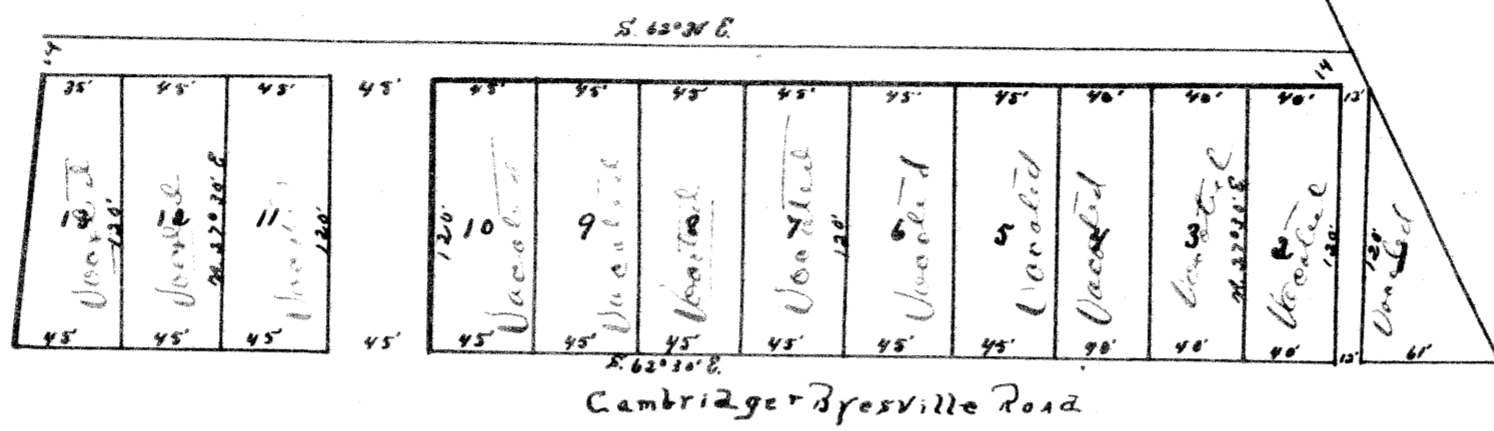 S. 62° 30' E.
14 14
35' 45' 45' 45' 45' 45' 45' 45' 45' 45' 40' 40' 40' 12'
Vacated Vacated Vacated Vacated Vacated Vacated Vacated Vacated Vacated Vacated Vacated Vacated
13 12 11 10 9 8 7 6 5 4 3 2
120' N. 27° 30' E. 120' 120' 120' N. 27° 30' E. 120' 120'
45' 45' 45' 45' 45' 45' 45' 45' 45' 45' 40' 40' 40' 12' 61'
S. 62° 30' E.
Cambridge & Byesville Road